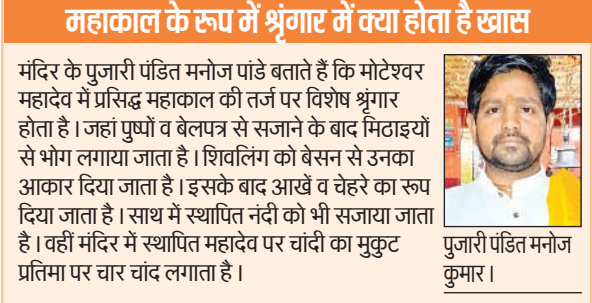 महाकाल के रूप में श्रृंगार में क्या होता है खास
मंदिर के पुजारी पंडित मनोज पांडे बताते हैं कि मोटेश्वर
महादेव में प्रसिद्ध महाकाल की तर्ज पर विशेष श्रृंगार
होता है। जहां पुष्पों व बेलपत्र से सजाने के बाद मिठाइयों
से भोग लगाया जाता है। शिवलिंग को बेसन से उनका
आकार दिया जाता है। इसके बाद आखें व चेहरे का रूप
दिया जाता है। साथ में स्थापित नंदी को भी सजाया जाता
है। वहीं मंदिर में स्थापित महादेव पर चांदी का मुकुट
प्रतिमा पर चार चांद लगाता है।
पुजारी पंडित मनोज
कुमार।